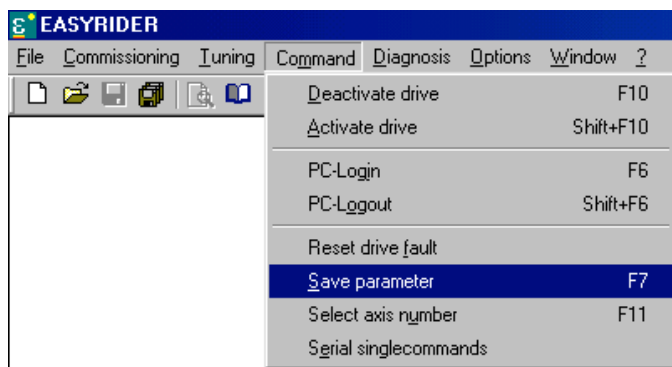 EASYRIDER
File Commissioning Tuning Command Diagnosis Options Window ?
Deactivate drive F10
Activate drive Shift+F10
PC-Login F6
PC-Logout Shift+F6
Reset drive fault
Save parameter F7
Select axis number F11
Serial singlecommands